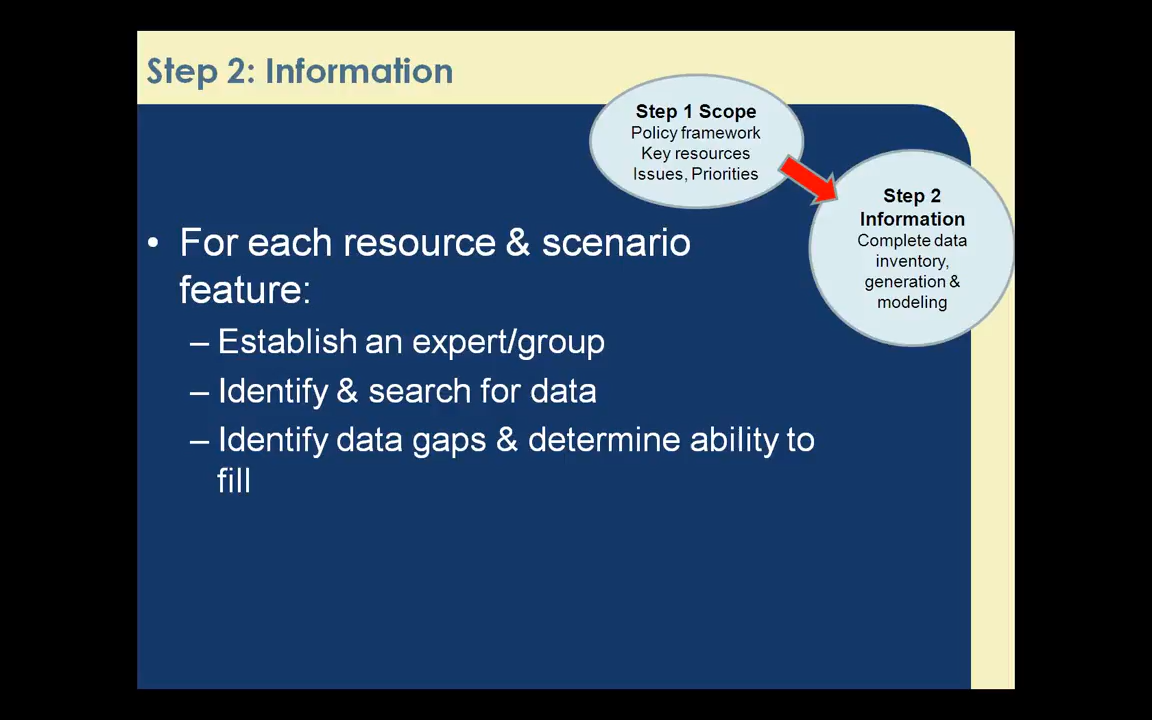 Step 2: Information
Step 1 Scope
Policy framework
Key resources
Issues, Priorities
Step 2
Information
Complete data
inventory,
generation &
modeling
• For each resource & scenario
feature:
– Establish an expert/group
– Identify & search for data
– Identify data gaps & determine ability to
fill